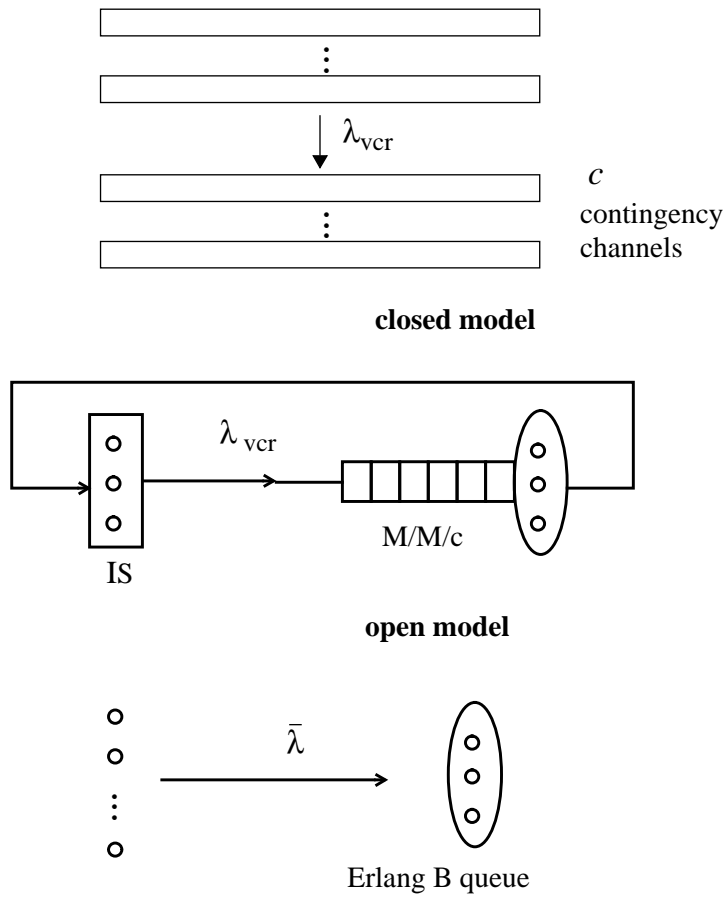 λvcr
c
contingency
channels
closed model
λ vcr
M/M/c
IS
open model
λ̄
Erlang B queue